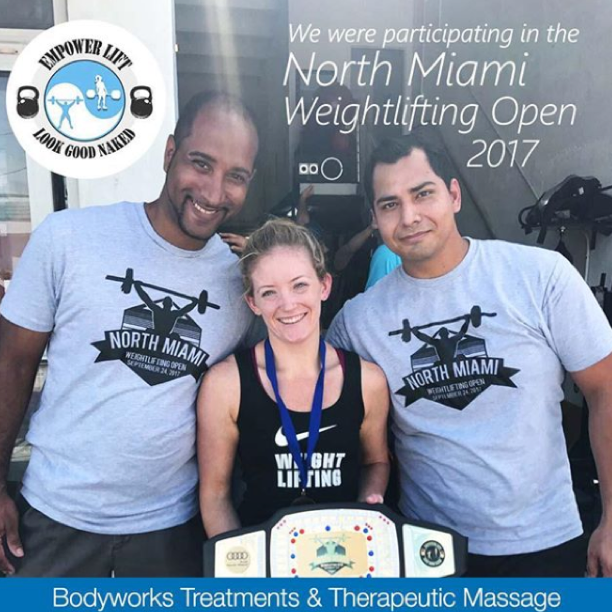 EMPOWER LIFT
LOOK GOOD NAKED
We were participating in the
North Miami
Weightlifting Open
2017
NORTH MIAMI
WEIGHTLIFTING OPEN
SEPTEMBER 24, 2017
WEIGHT
LIFTING
NORTH MIAMI
WEIGHTLIFTING OPEN
SEPTEMBER 24, 2017
Bodyworks Treatments & Therapeutic Massage